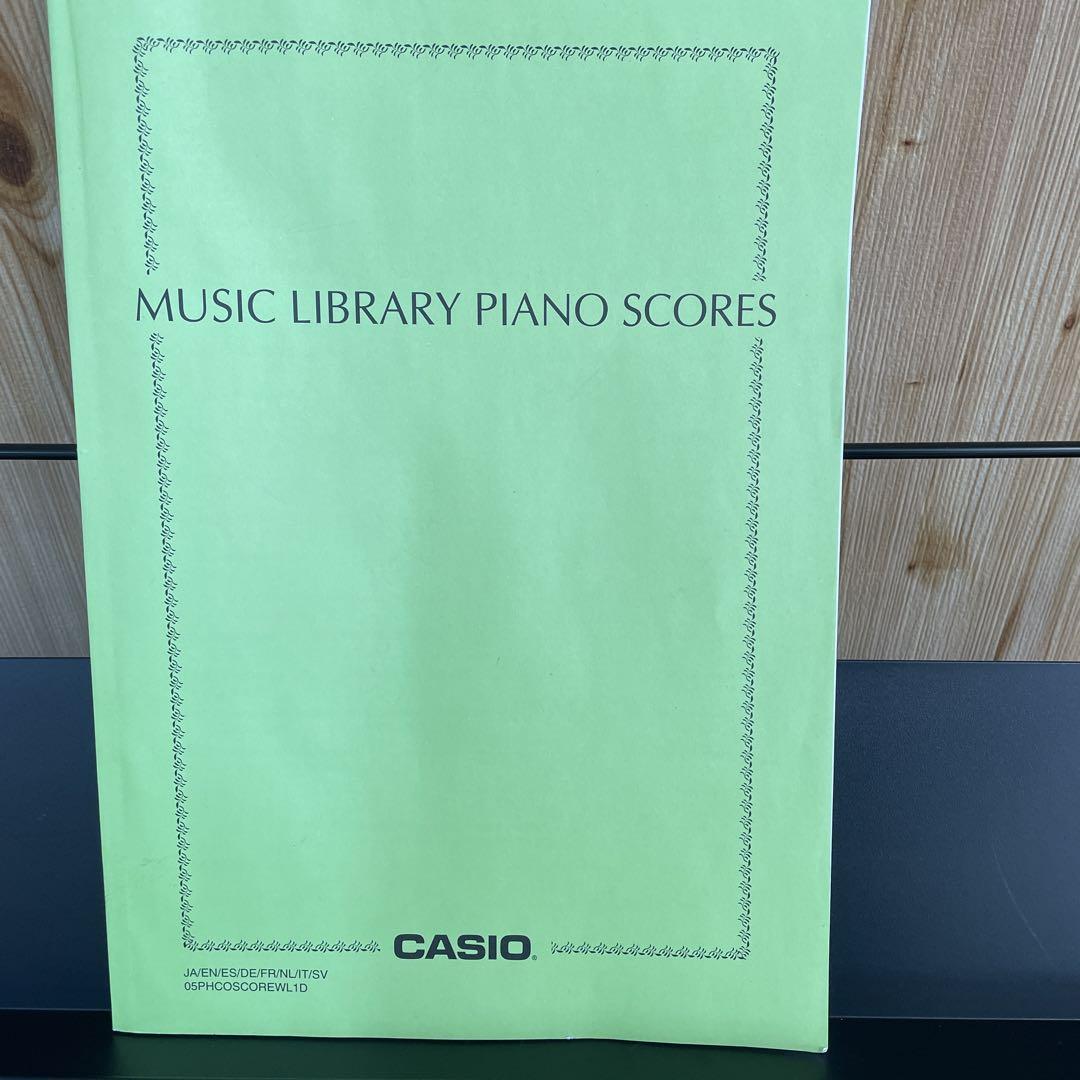 MUSIC LIBRARY PIANO SCORES
CASIO®
JA/EN/ES/DE/FR/NL/IT/SV
05PHCOSCOREWL1D